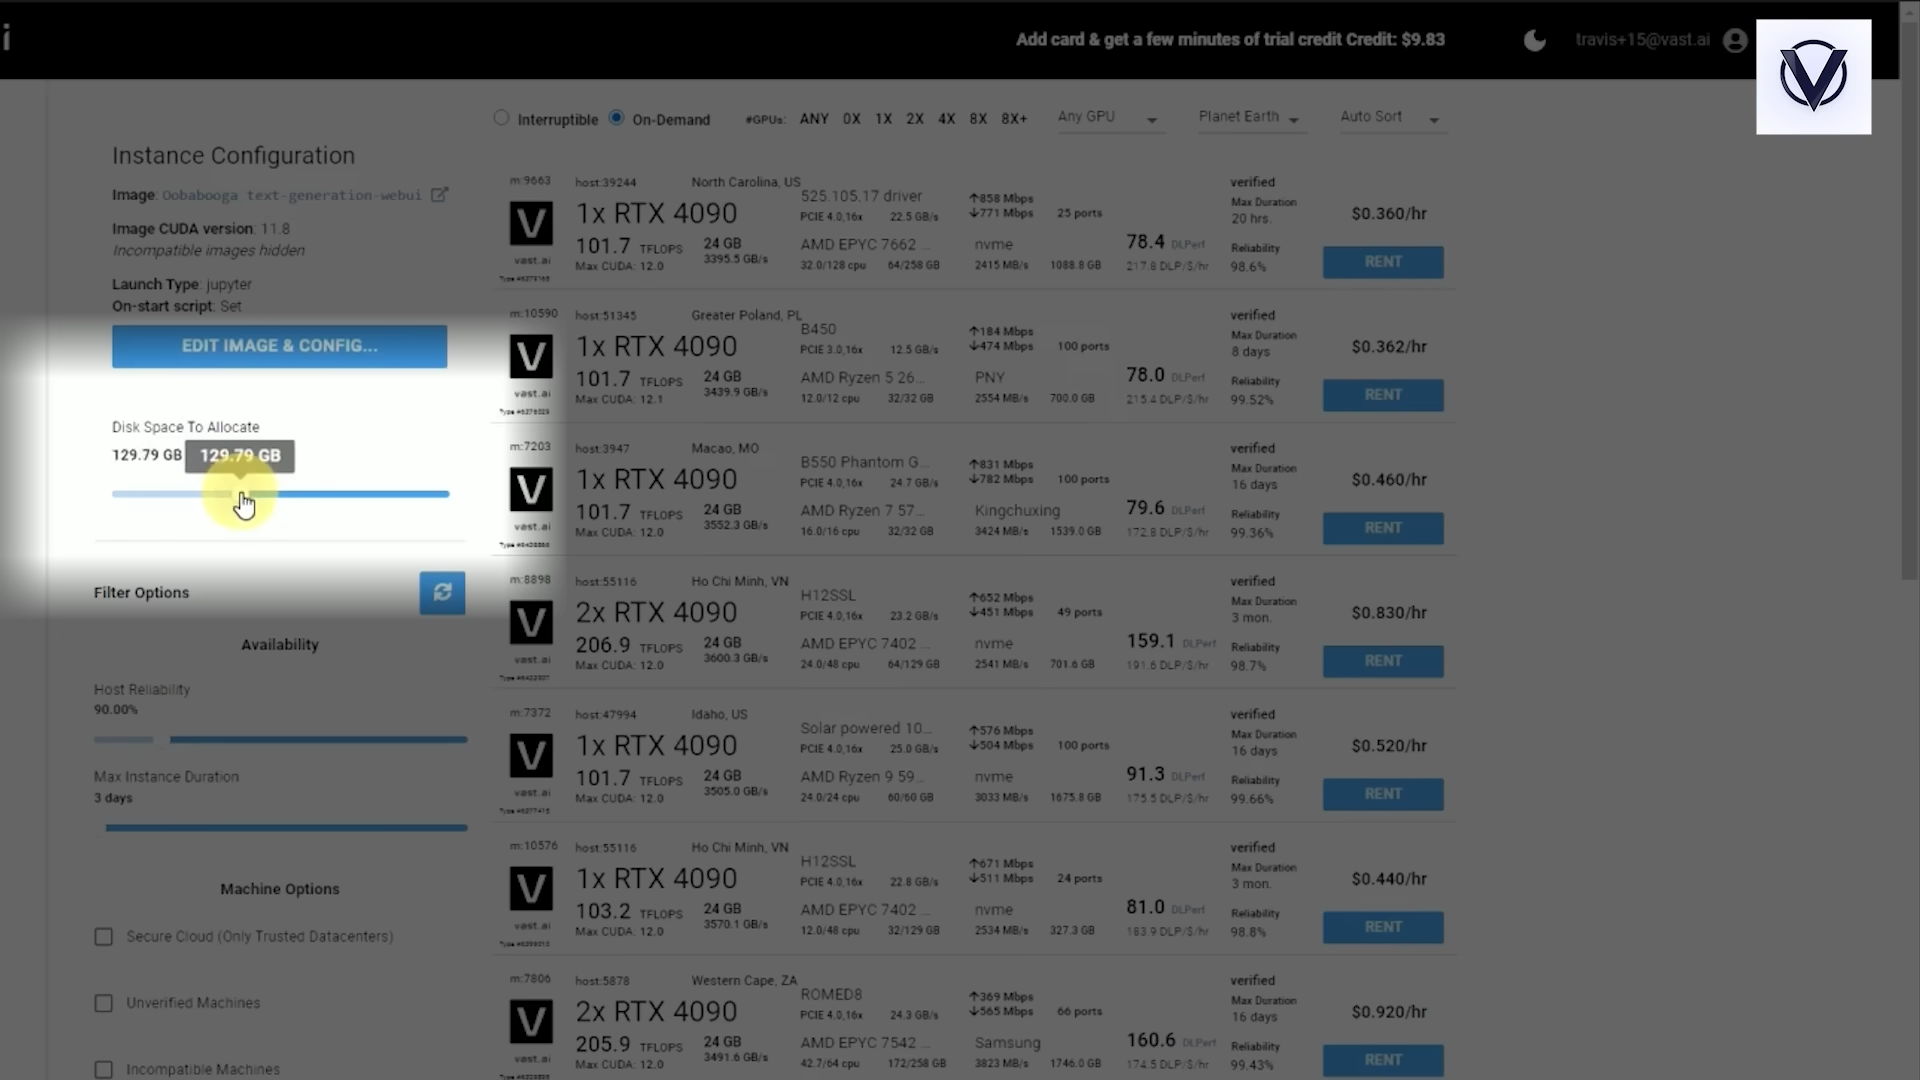 i
Add card & get a few minutes of trial credit Credit: $9.83
travis+15@vast.ai
V
Interruptible On-Demand #GPUs: ANY 0X 1X 2X 4X 8X 8X+ Any GPU Planet Earth Auto Sort
Instance Configuration
Image: Oobabooga text-generation-webui
Image CUDA version: 11.8
Incompatible images hidden
Launch Type: jupyter
On-start script: Set
EDIT IMAGE & CONFIG...
Disk Space To Allocate
129.79 GB 129.79 GB
Filter Options
Availability
Host Reliability
90.00%
Max Instance Duration
3 days
Machine Options
Secure Cloud (Only Trusted Datacenters)
Unverified Machines
Incompatible Machines
m:9663 host:39244 North Carolina, US verified
1x RTX 4090 525.105.17 driver ↑858 Mbps Max Duration
V PCIE 4.0,16x 22.5 GB/s ↓771 Mbps 25 ports 20 hrs. $0.360/hr
101.7 TFLOPS 24 GB AMD EPYC 7662 ... nvme 78.4 DLPerf Reliability RENT
vast.ai Max CUDA: 12.0 3395.5 GB/s 32.0/128 cpu 64/258 GB 2415 MB/s 1088.8 GB 217.8 DLP/$/hr 98.6%
m:10590 host:51345 Greater Poland, PL verified
1x RTX 4090 B450 ↑184 Mbps Max Duration
V PCIE 3.0,16x 12.5 GB/s ↓474 Mbps 100 ports 8 days $0.362/hr
101.7 TFLOPS 24 GB AMD Ryzen 5 26... PNY 78.0 DLPerf Reliability RENT
vast.ai Max CUDA: 12.1 3439.9 GB/s 12.0/12 cpu 32/32 GB 2554 MB/s 700.0 GB 215.4 DLP/$/hr 99.52%
m:7203 host:3947 Macao, MO verified
1x RTX 4090 B550 Phantom G... ↑831 Mbps Max Duration
V PCIE 4.0,16x 24.7 GB/s ↓782 Mbps 100 ports 16 days $0.460/hr
101.7 TFLOPS 24 GB AMD Ryzen 7 57... Kingchuxing 79.6 DLPerf Reliability RENT
vast.ai Max CUDA: 12.0 3552.3 GB/s 16.0/16 cpu 32/32 GB 3424 MB/s 1539.0 GB 172.8 DLP/$/hr 99.36%
m:8898 host:55116 Ho Chi Minh, VN verified
2x RTX 4090 H12SSL ↑652 Mbps Max Duration
V PCIE 4.0,16x 23.2 GB/s ↓451 Mbps 49 ports 3 mon. $0.830/hr
206.9 TFLOPS 24 GB AMD EPYC 7402 ... nvme 159.1 DLPerf Reliability RENT
vast.ai Max CUDA: 12.0 3600.3 GB/s 24.0/48 cpu 64/129 GB 2541 MB/s 701.6 GB 191.6 DLP/$/hr 98.7%
m:7372 host:47994 Idaho, US verified
1x RTX 4090 Solar powered 10... ↑576 Mbps Max Duration
V PCIE 4.0,16x 25.0 GB/s ↓504 Mbps 100 ports 16 days $0.520/hr
101.7 TFLOPS 24 GB AMD Ryzen 9 59... nvme 91.3 DLPerf Reliability RENT
vast.ai Max CUDA: 12.0 3505.0 GB/s 24.0/24 cpu 60/60 GB 3033 MB/s 1675.8 GB 175.5 DLP/$/hr 99.66%
m:10576 host:55116 Ho Chi Minh, VN verified
1x RTX 4090 H12SSL ↑671 Mbps Max Duration
V PCIE 4.0,16x 22.8 GB/s ↓511 Mbps 24 ports 3 mon. $0.440/hr
103.2 TFLOPS 24 GB AMD EPYC 7402 ... nvme 81.0 DLPerf Reliability RENT
vast.ai Max CUDA: 12.0 3570.1 GB/s 12.0/48 cpu 32/129 GB 2534 MB/s 327.3 GB 183.9 DLP/$/hr 98.8%
m:7806 host:5878 Western Cape, ZA verified
2x RTX 4090 ROMED8 ↑369 Mbps Max Duration
V PCIE 4.0,16x 24.3 GB/s ↓565 Mbps 66 ports 16 days $0.920/hr
205.9 TFLOPS 24 GB AMD EPYC 7542 ... Samsung 160.6 DLPerf Reliability RENT
vast.ai Max CUDA: 12.0 3491.6 GB/s 42.7/64 cpu 172/258 GB 3823 MB/s 1746.0 GB 174.5 DLP/$/hr 99.43%